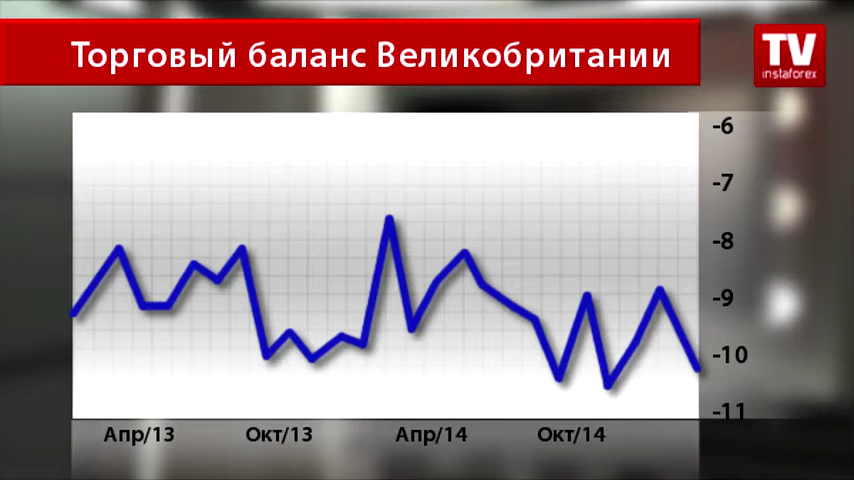 Торговый баланс Великобритании
TV
instaforex
-6
-7
-8
-9
-10
-11
Апр/13
Окт/13
Апр/14
Окт/14